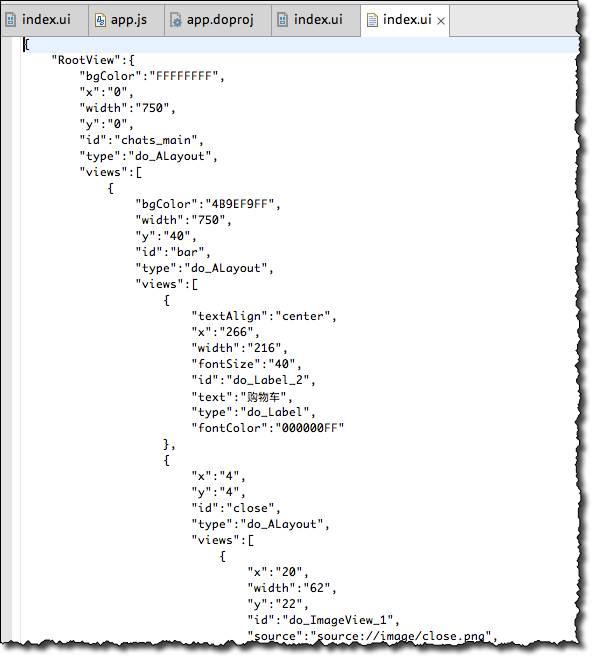 index.ui app.js app.doproj index.ui index.ui
{
"RootView":{
"bgColor":"FFFFFFFF",
"x":"0",
"width":"750",
"y":"0",
"id":"chats_main",
"type":"do_ALayout",
"views":[
{
"bgColor":"4B9EF9FF",
"width":"750",
"y":"40",
"id":"bar",
"type":"do_ALayout",
"views":[
{
"textAlign":"center",
"x":"266",
"width":"216",
"fontSize":"40",
"id":"do_Label_2",
"text":"购物车",
"type":"do_Label",
"fontColor":"000000FF"
},
{
"x":"4",
"y":"4",
"id":"close",
"type":"do_ALayout",
"views":[
{
"x":"20",
"width":"62",
"y":"22",
"id":"do_ImageView_1",
"source":"source://image/close.png",